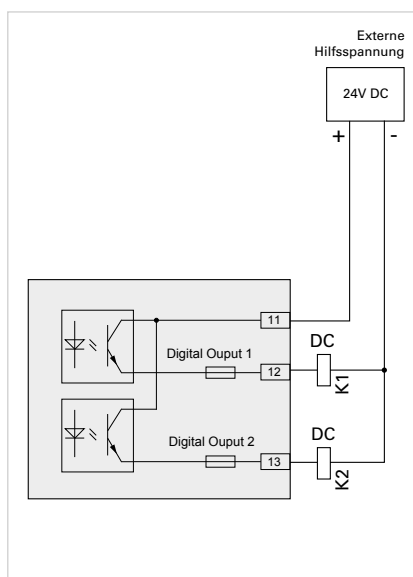 Externe
Hilfsspannung
24V DC
+ -
11
DC
Digital Ouput 1
12
K1
DC
Digital Ouput 2
13
K2